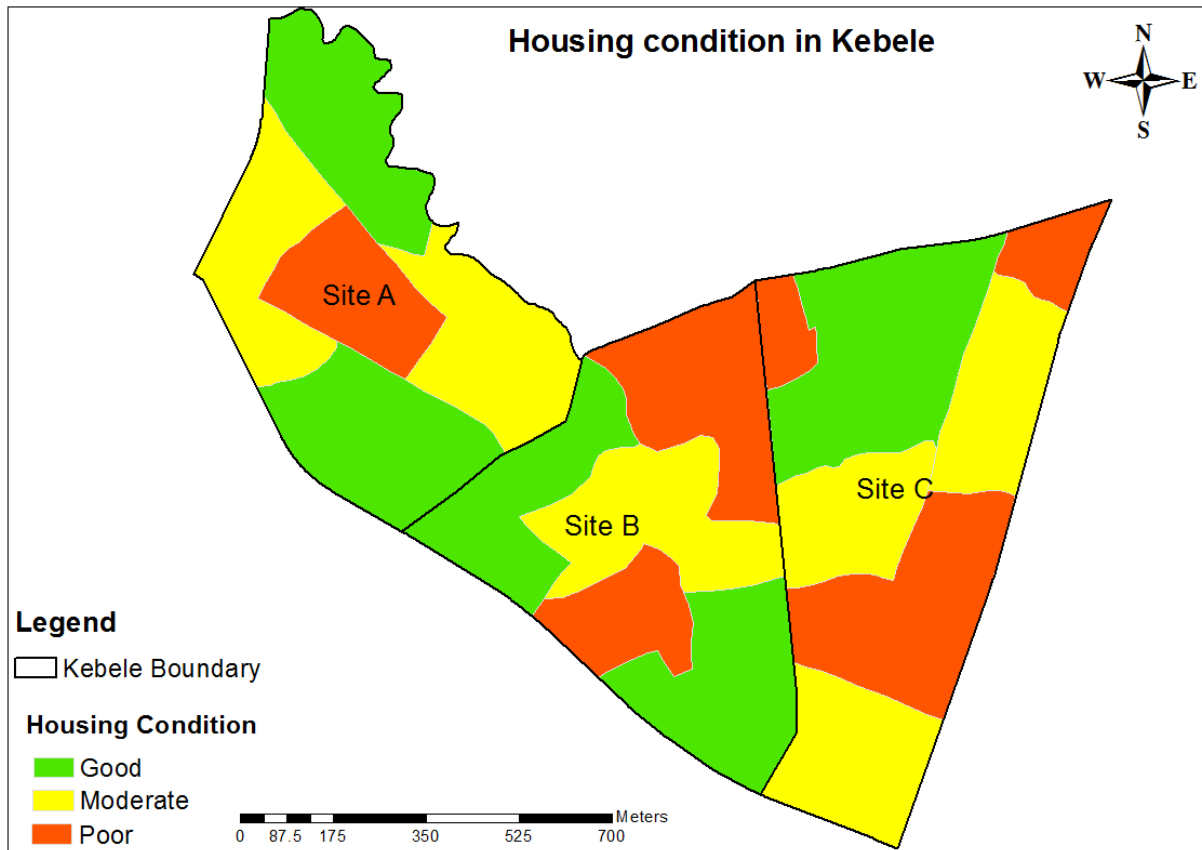 Housing condition in Kebele
N
W E
S
Site A
Site B
Site C
Legend
Kebele Boundary
Housing Condition
Good
Moderate
Poor
Meters
0 87.5 175 350 525 700